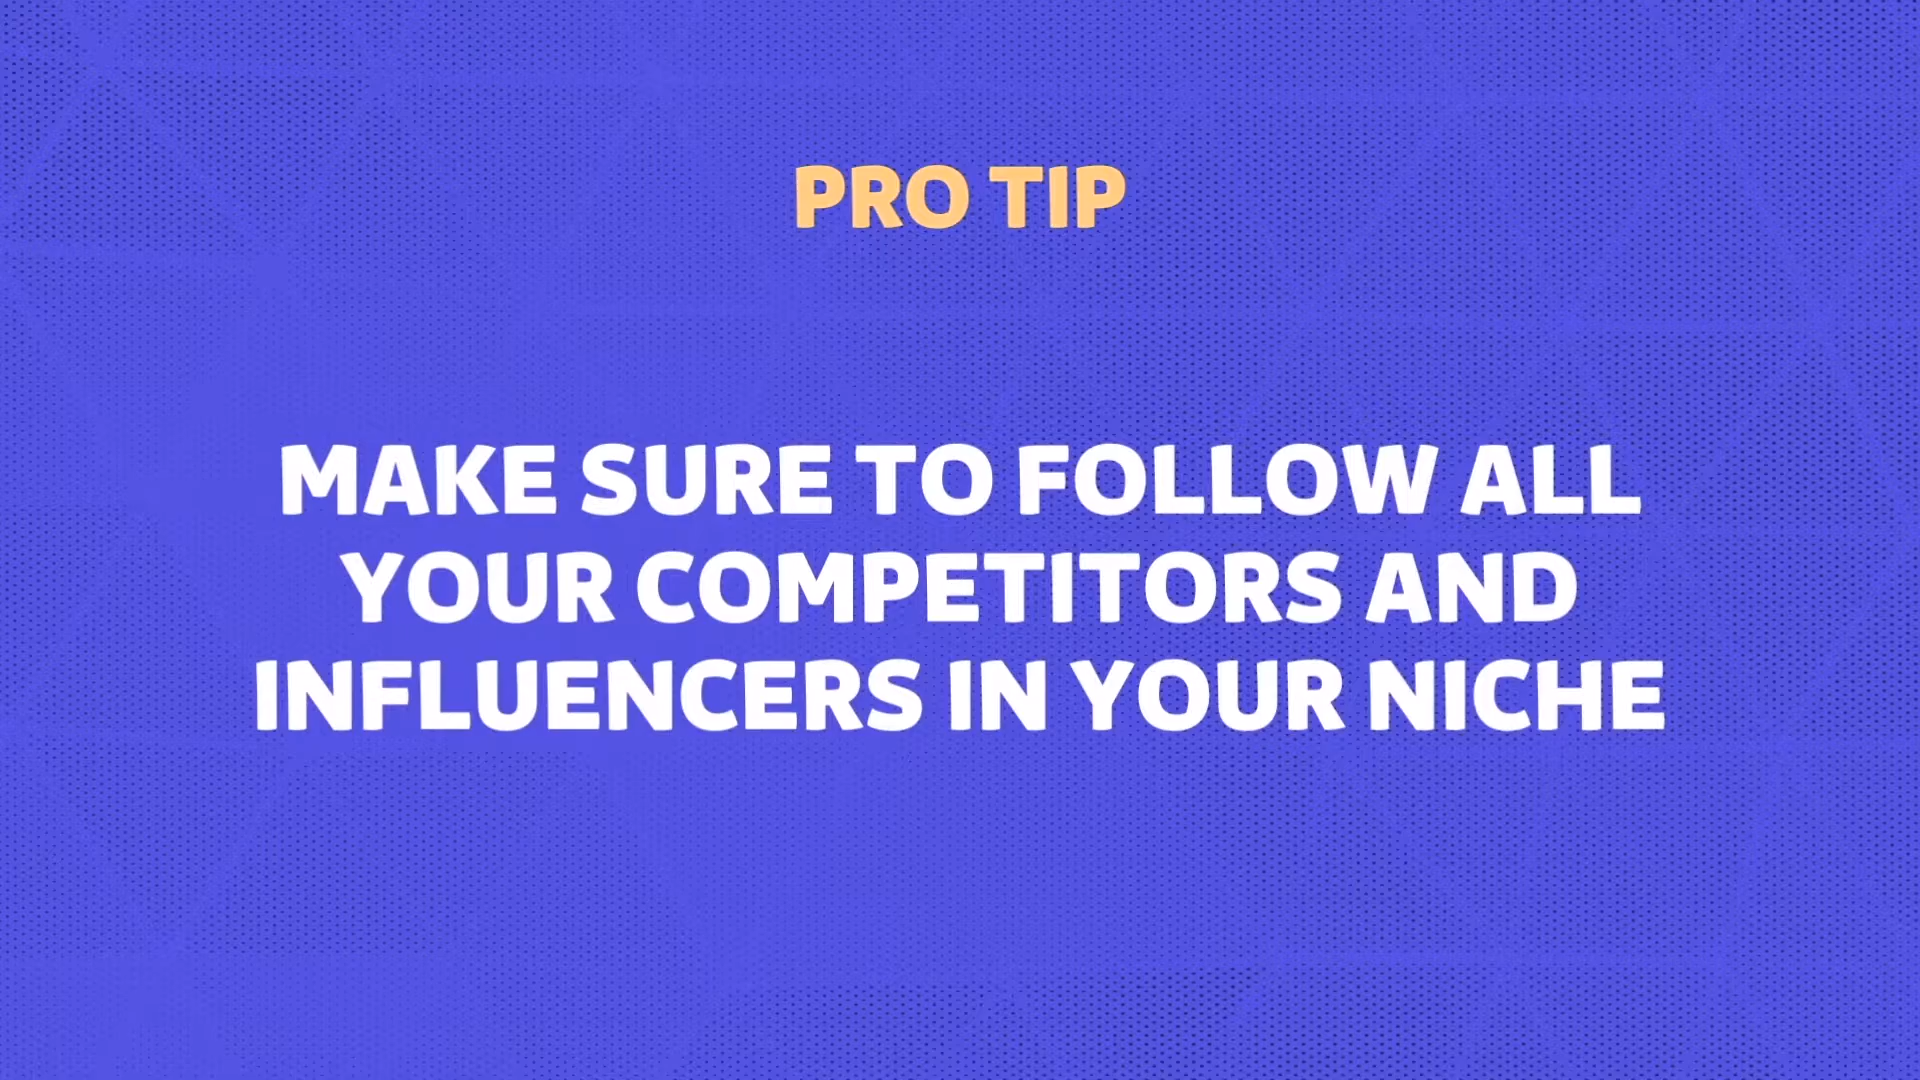 PRO TIP
MAKE SURE TO FOLLOW ALL
YOUR COMPETITORS AND
INFLUENCERS IN YOUR NICHE